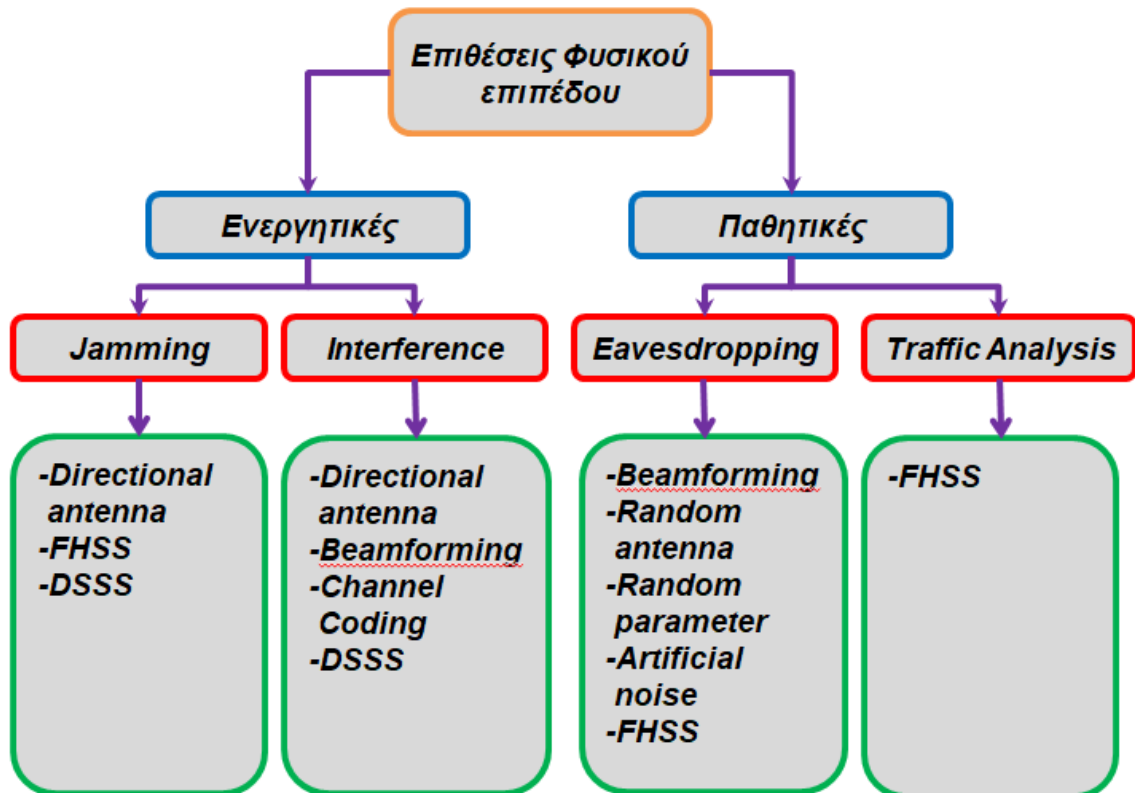 Επιθέσεις Φυσικού
επιπέδου
Ενεργητικές
Παθητικές
Jamming
Interference
Eavesdropping
Traffic Analysis
-Directional
antenna
-FHSS
-DSSS
-Directional
antenna
-Beamforming
-Channel
Coding
-DSSS
-Beamforming
-Random
antenna
-Random
parameter
-Artificial
noise
-FHSS
-FHSS